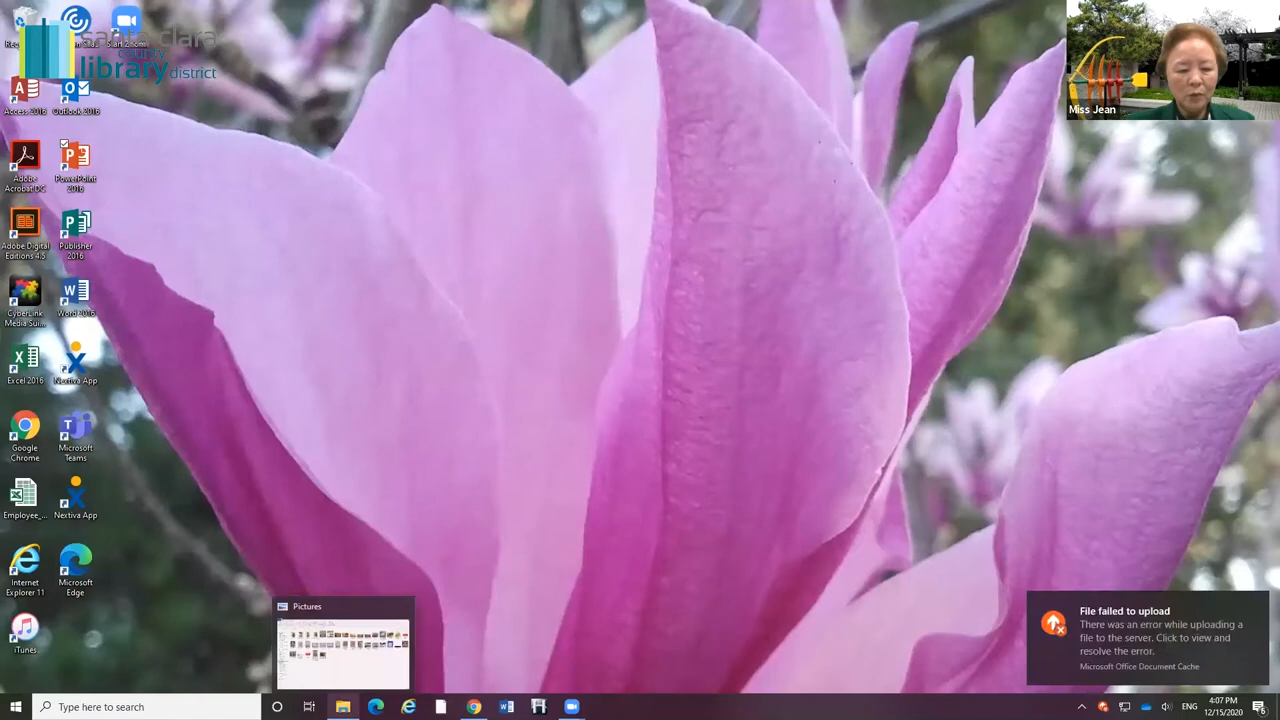 santa clara
county
library district
Start Zoom
Access 2016
Outlook 2016
Adobe
Acrobat DC
PowerPoint
2016
Adobe Digital
Editions 4.5
Publisher
2016
CyberLink
Media Sui...
Word 2016
Excel 2016
Nextiva App
Google
Chrome
Microsoft
Teams
Employee_...
Nextiva App
Internet
Explorer 11
Microsoft
Edge
iTunes
Miss Jean
Pictures
File failed to upload
There was an error while uploading a
file to the server. Click to view and
resolve the error.
Microsoft Office Document Cache
Type here to search
ENG
4:07 PM
12/15/2020
6